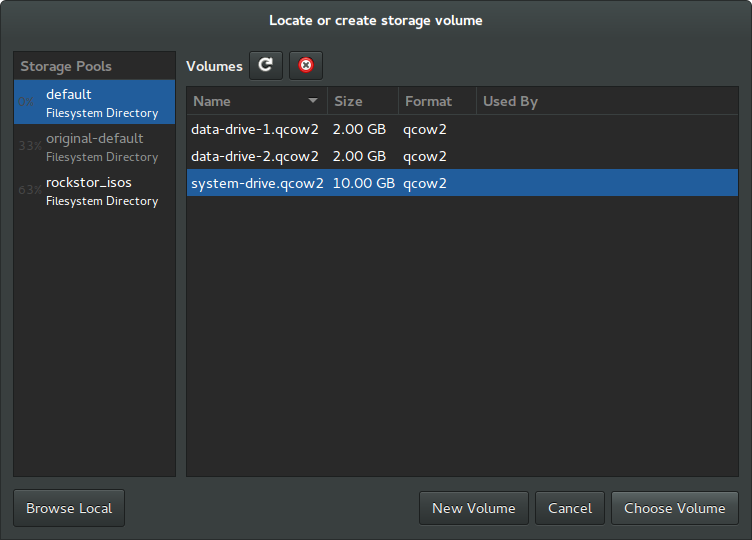 Locate or create storage volume
Storage Pools
0%
default
Filesystem Directory
33%
original-default
Filesystem Directory
63%
rockstor_isos
Filesystem Directory
Volumes
Name Size Format Used By
data-drive-1.qcow2 2.00 GB qcow2
data-drive-2.qcow2 2.00 GB qcow2
system-drive.qcow2 10.00 GB qcow2
Browse Local
New Volume
Cancel
Choose Volume